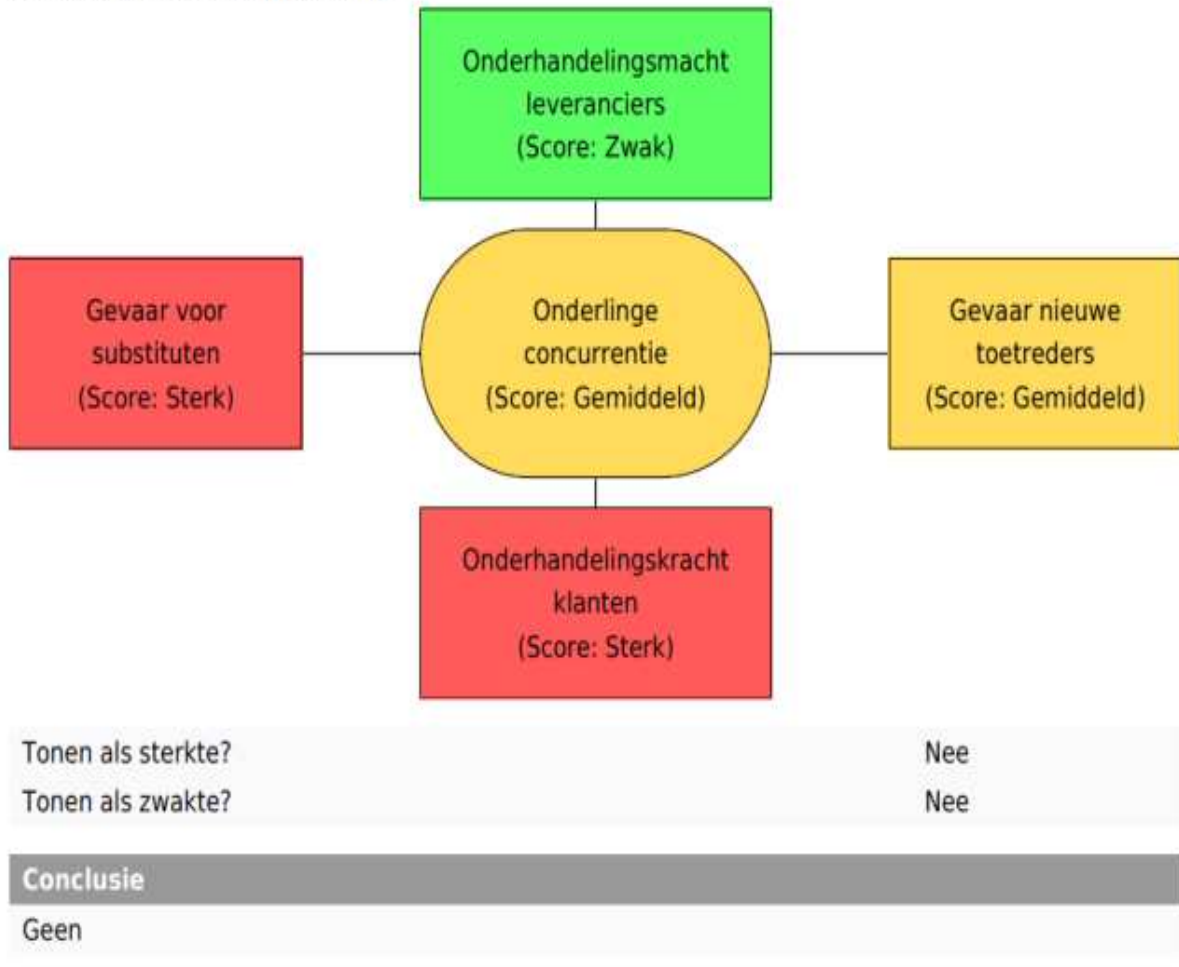 Onderhandelingsmacht
leveranciers
(Score: Zwak)
Gevaar voor
substituten
(Score: Sterk)
Onderlinge
concurrentie
(Score: Gemiddeld)
Gevaar nieuwe
toetreders
(Score: Gemiddeld)
Onderhandelingskracht
klanten
(Score: Sterk)
Tonen als sterkte? Nee
Tonen als zwakte? Nee
Conclusie
Geen